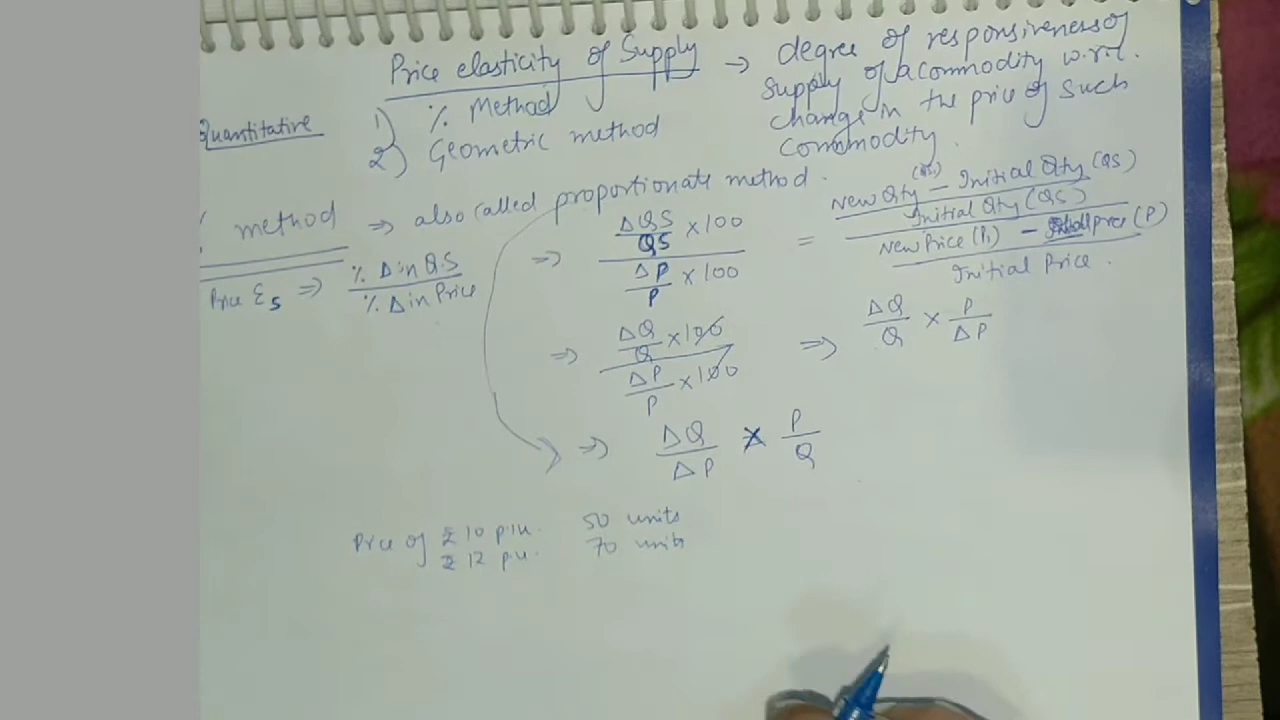 Price elasticity of Supply → degree of responsiveness of
supply of a commodity w.r.t.
change in the price of such
commodity.
Quantitative
1) % Method
2) Geometric method
% method ⇒ also called proportionate method.
Price Es ⇒ % Δ in QS / % Δ in Price
⇒ ΔQS/QS × 100 / ΔP/P × 100
= New Qty (QS1) – Initial Qty (QS) / Initial Qty (QS) / New Price (P1) – Price (P) / Initial Price.
⇒ ΔQ/Q × 100 / ΔP/P × 100 ⇒ ΔQ/Q × P/ΔP
⇒ ΔQ/ΔP × P/Q
Prce of ₹ 10 p.u. 50 units
₹ 12 p.u. 70 units